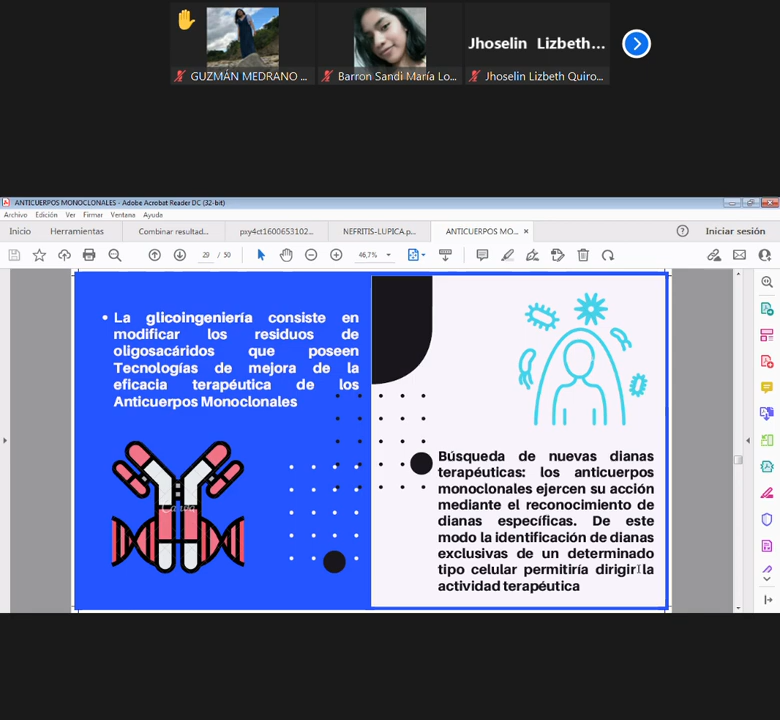 GUZMÁN MEDRANO ...
Barron Sandi María Lo...
Jhoselin Lizbeth...
Jhoselin Lizbeth Quiro...
ANTICUERPOS MONOCLONALES - Adobe Acrobat Reader DC (32-bit)
Archivo Edición Ver Firmar Ventana Ayuda
Inicio Herramientas Combinar resultad... psy4ct1600653102... NEFRITIS-LUPICA.p... ANTICUERPOS MO... × Iniciar sesión
29 / 50 46,7%
• La glicoingeniería consiste en
modificar los residuos de
oligosacáridos que poseen
Tecnologías de mejora de la
eficacia terapéutica de los
Anticuerpos Monoclonales
Canva
Búsqueda de nuevas dianas
terapéuticas: los anticuerpos
monoclonales ejercen su acción
mediante el reconocimiento de
dianas específicas. De este
modo la identificación de dianas
exclusivas de un determinado
tipo celular permitiría dirigir la
actividad terapéutica